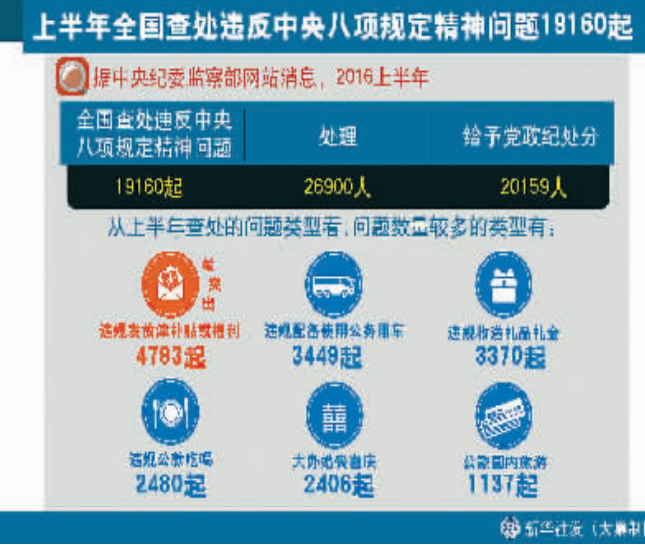 上半年全国查处违反中央八项规定精神问题19160起
据中央纪委监察部网站消息，2016上半年
全国查处违反中央
八项规定精神问题
处理
给予党政纪处分
19160起
26900人
20159人
从上半年查处的问题类型看，问题数量较多的类型有：
最突出
违规发放津补贴或福利
4783起
违规配备使用公务用车
3449起
违规收送礼品礼金
3370起
违规公款吃喝
2480起
大办婚丧喜庆
2406起
公款国内旅游
1137起
新华社发（大巢制图